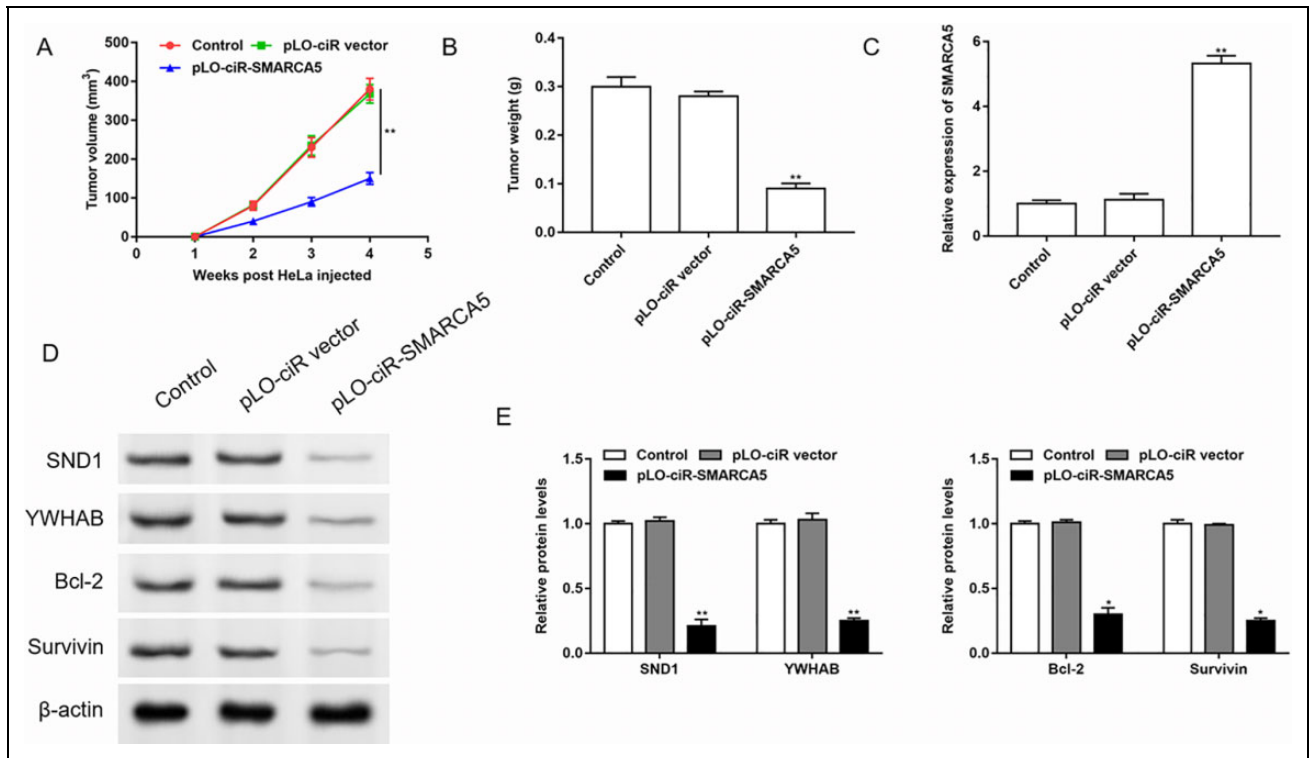 A
Control
pLO-ciR vector
pLO-ciR-SMARCA5
Tumor volume (mm³)
500
400
300
200
100
0
**
0 1 2 3 4 5
Weeks post HeLa injected
B
Tumor weight (g)
0.4
0.3
0.2
0.1
0.0
**
Control
pLO-ciR vector
pLO-ciR-SMARCA5
C
Relative expression of SMARCA5
6
4
2
0
**
Control
pLO-ciR vector
pLO-ciR-SMARCA5
D
Control
pLO-ciR vector
pLO-ciR-SMARCA5
SND1
YWHAB
Bcl-2
Survivin
β-actin
E
Control
pLO-ciR vector
pLO-ciR-SMARCA5
Relative protein levels
1.5
1.0
0.5
0.0
**
**
SND1
YWHAB
Control
pLO-ciR vector
pLO-ciR-SMARCA5
Relative protein levels
1.5
1.0
0.5
0.0
*
*
Bcl-2
Survivin